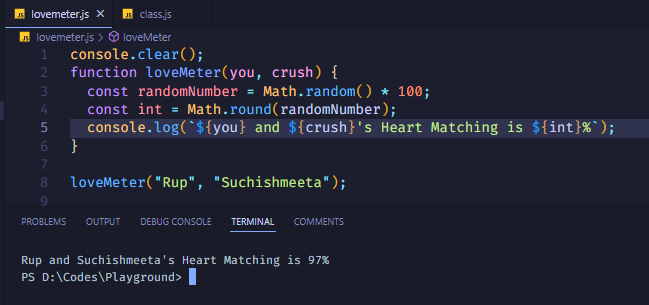 JS lovemeter.js X JS class.js
JS lovemeter.js > loveMeter
1 console.clear();
2 function loveMeter(you, crush) {
3 const randomNumber = Math.random() * 100;
4 const int = Math.round(randomNumber);
5 console.log(`${you} and ${crush}'s Heart Matching is ${int}%`);
6 }
7
8 loveMeter("Rup", "Suchishmeeta");
9
PROBLEMS OUTPUT DEBUG CONSOLE TERMINAL COMMENTS
Rup and Suchishmeeta's Heart Matching is 97%
PS D:\Codes\Playground>